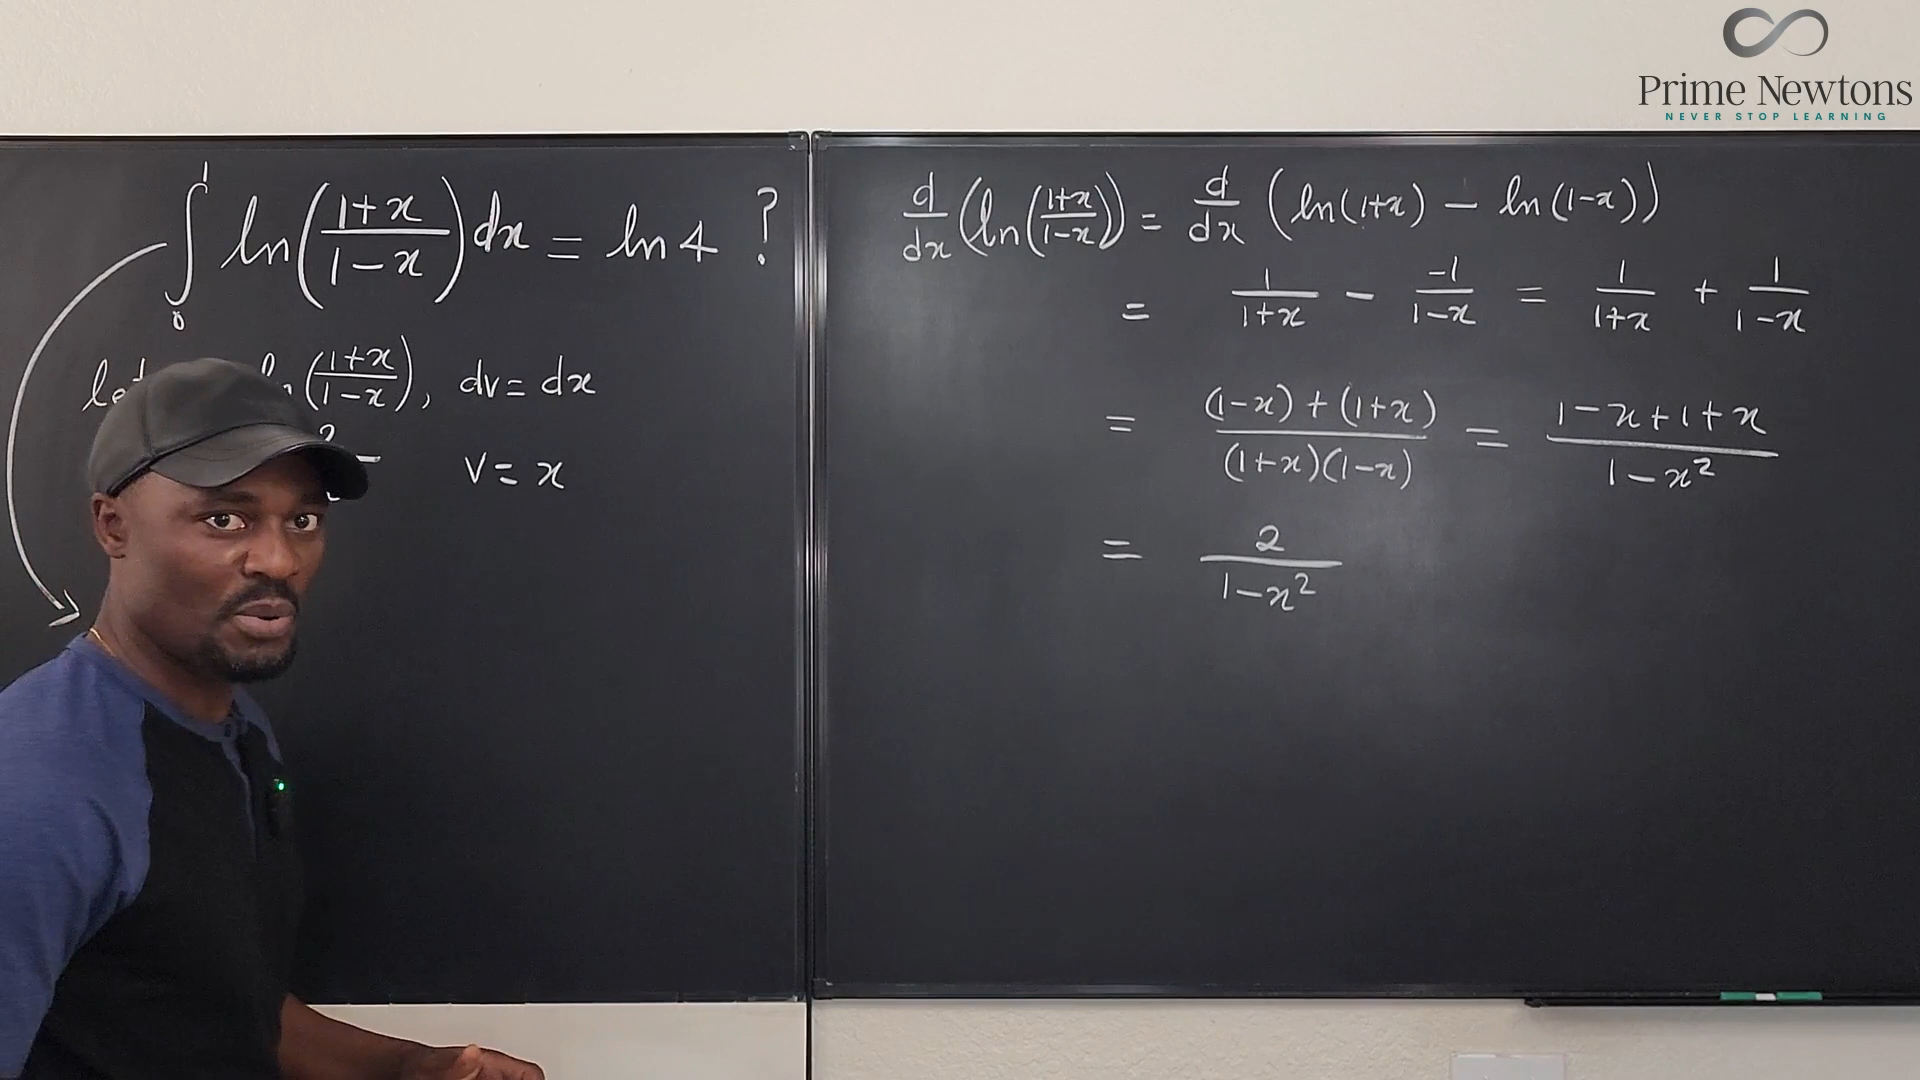 Prime Newtons
NEVER STOP LEARNING
∫₀¹ ln((1+x)/(1-x)) dx = ln 4 ?
let ln((1+x)/(1-x)), dv = dx
2
v = x
d/dx (ln((1+x)/(1-x))) = d/dx (ln(1+x) - ln(1-x))
= 1/(1+x) - -1/(1-x) = 1/(1+x) + 1/(1-x)
= ((1-x)+(1+x))/((1+x)(1-x)) = (1-x+1+x)/(1-x²)
= 2/(1-x²)